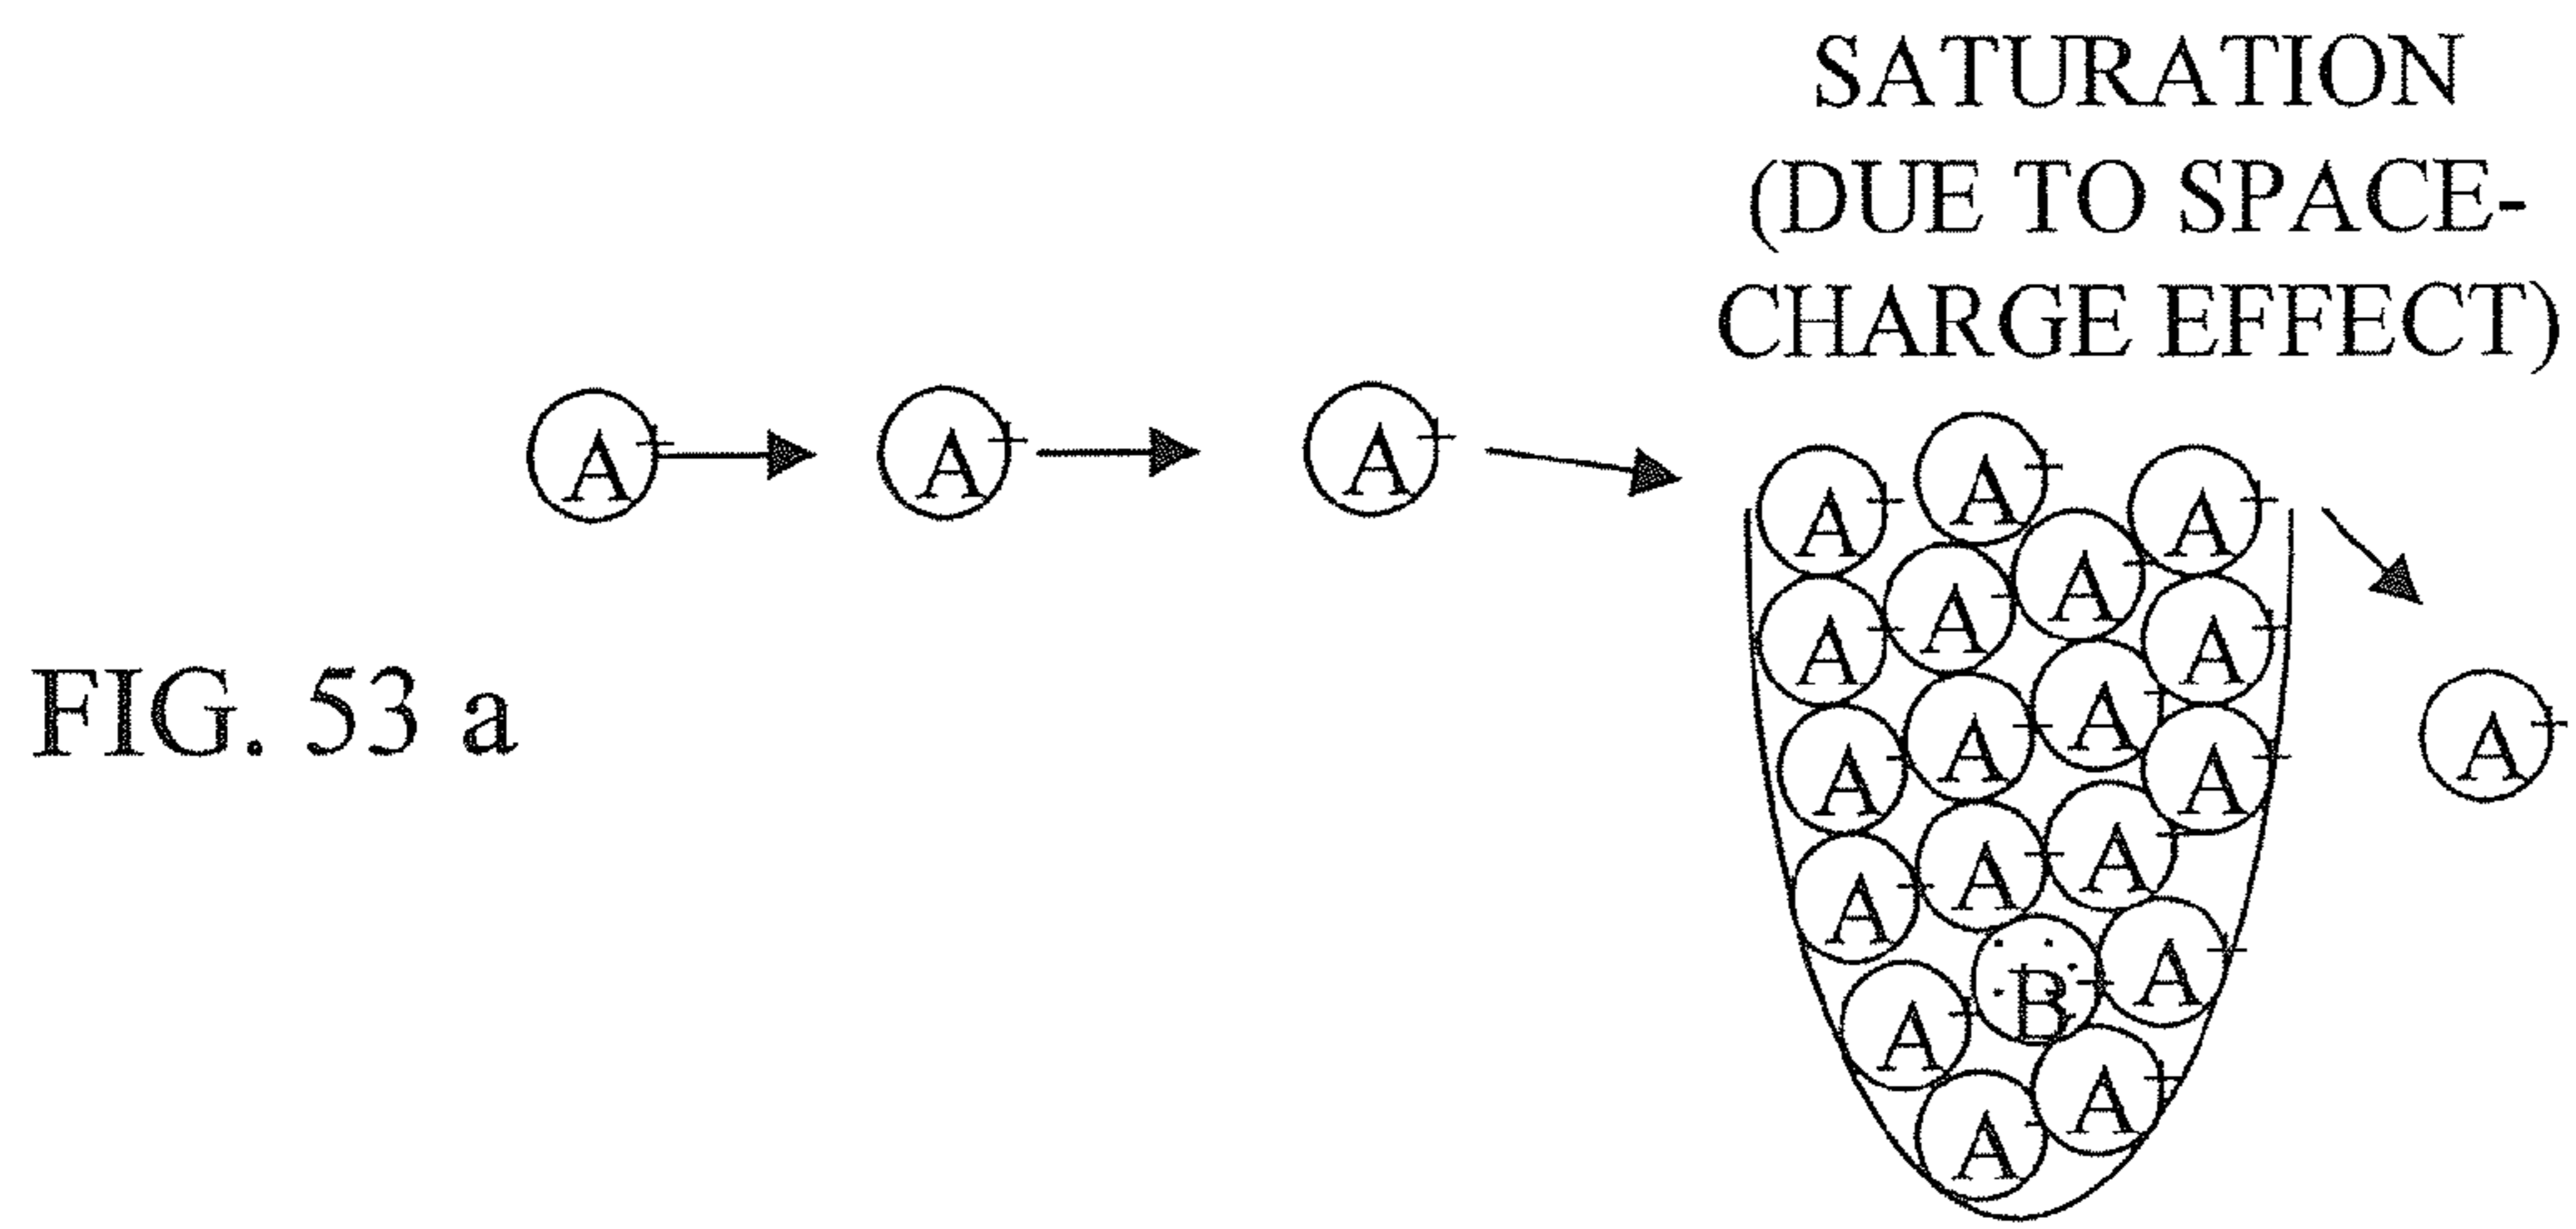 SATURATION
(DUE TO SPACE-
CHARGE EFFECT)
A+ A+ A+
A+ A+ A+
A+ A+
A+ A+
A+ A+
A+ A+
A+
FIG. 53 a
A+
A+ A+
A+
B+ A+
A+
A+
A+